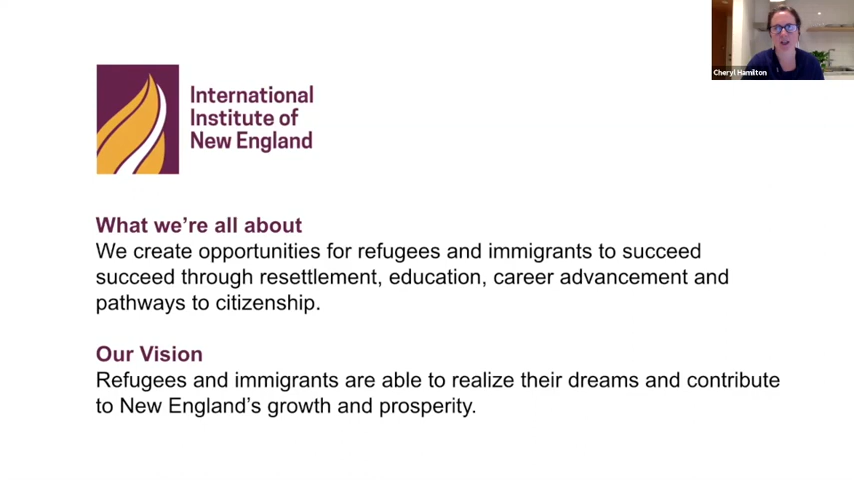 Cheryl Hamilton
International
Institute of
New England
What we're all about
We create opportunities for refugees and immigrants to succeed
succeed through resettlement, education, career advancement and
pathways to citizenship.
Our Vision
Refugees and immigrants are able to realize their dreams and contribute
to New England's growth and prosperity.